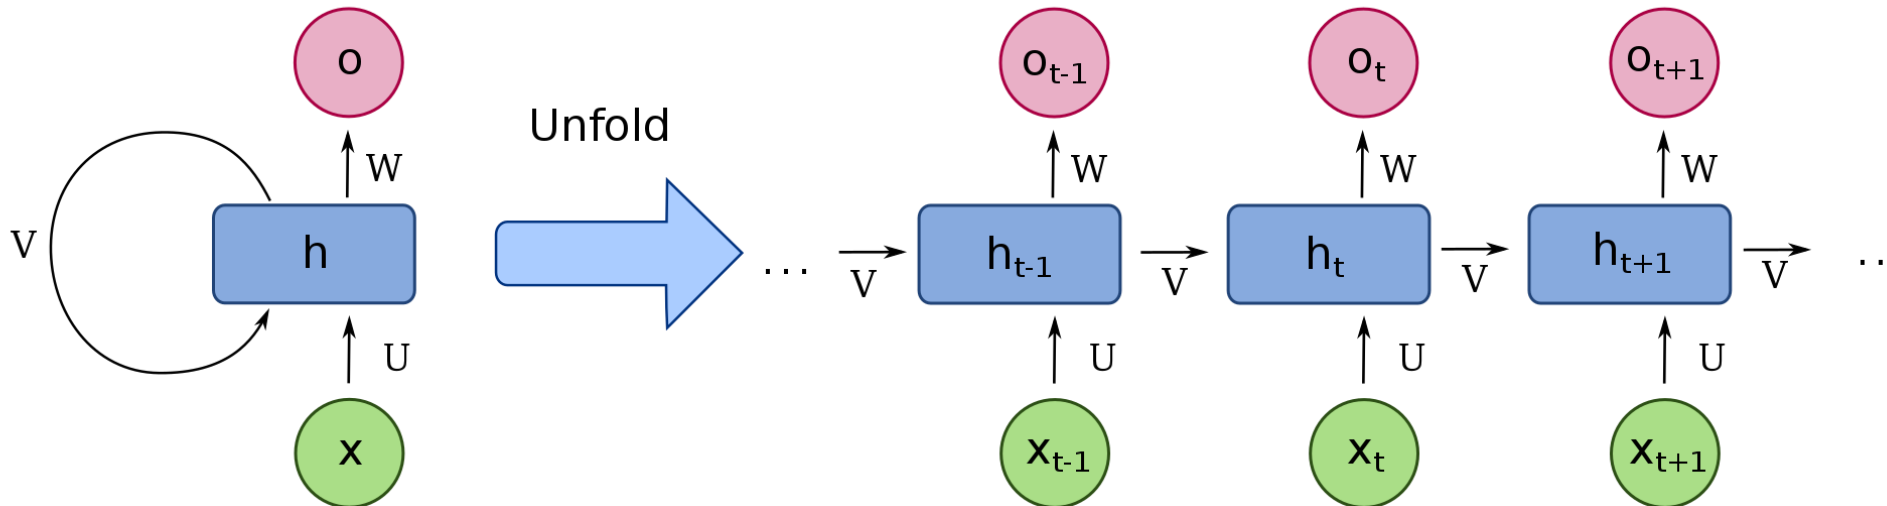 o
o_t-1
o_t
o_t+1
Unfold
W
W
W
W
V
h
...
V
h_t-1
V
h_t
V
h_t+1
V
..
U
U
U
U
x
x_t-1
x_t
x_t+1